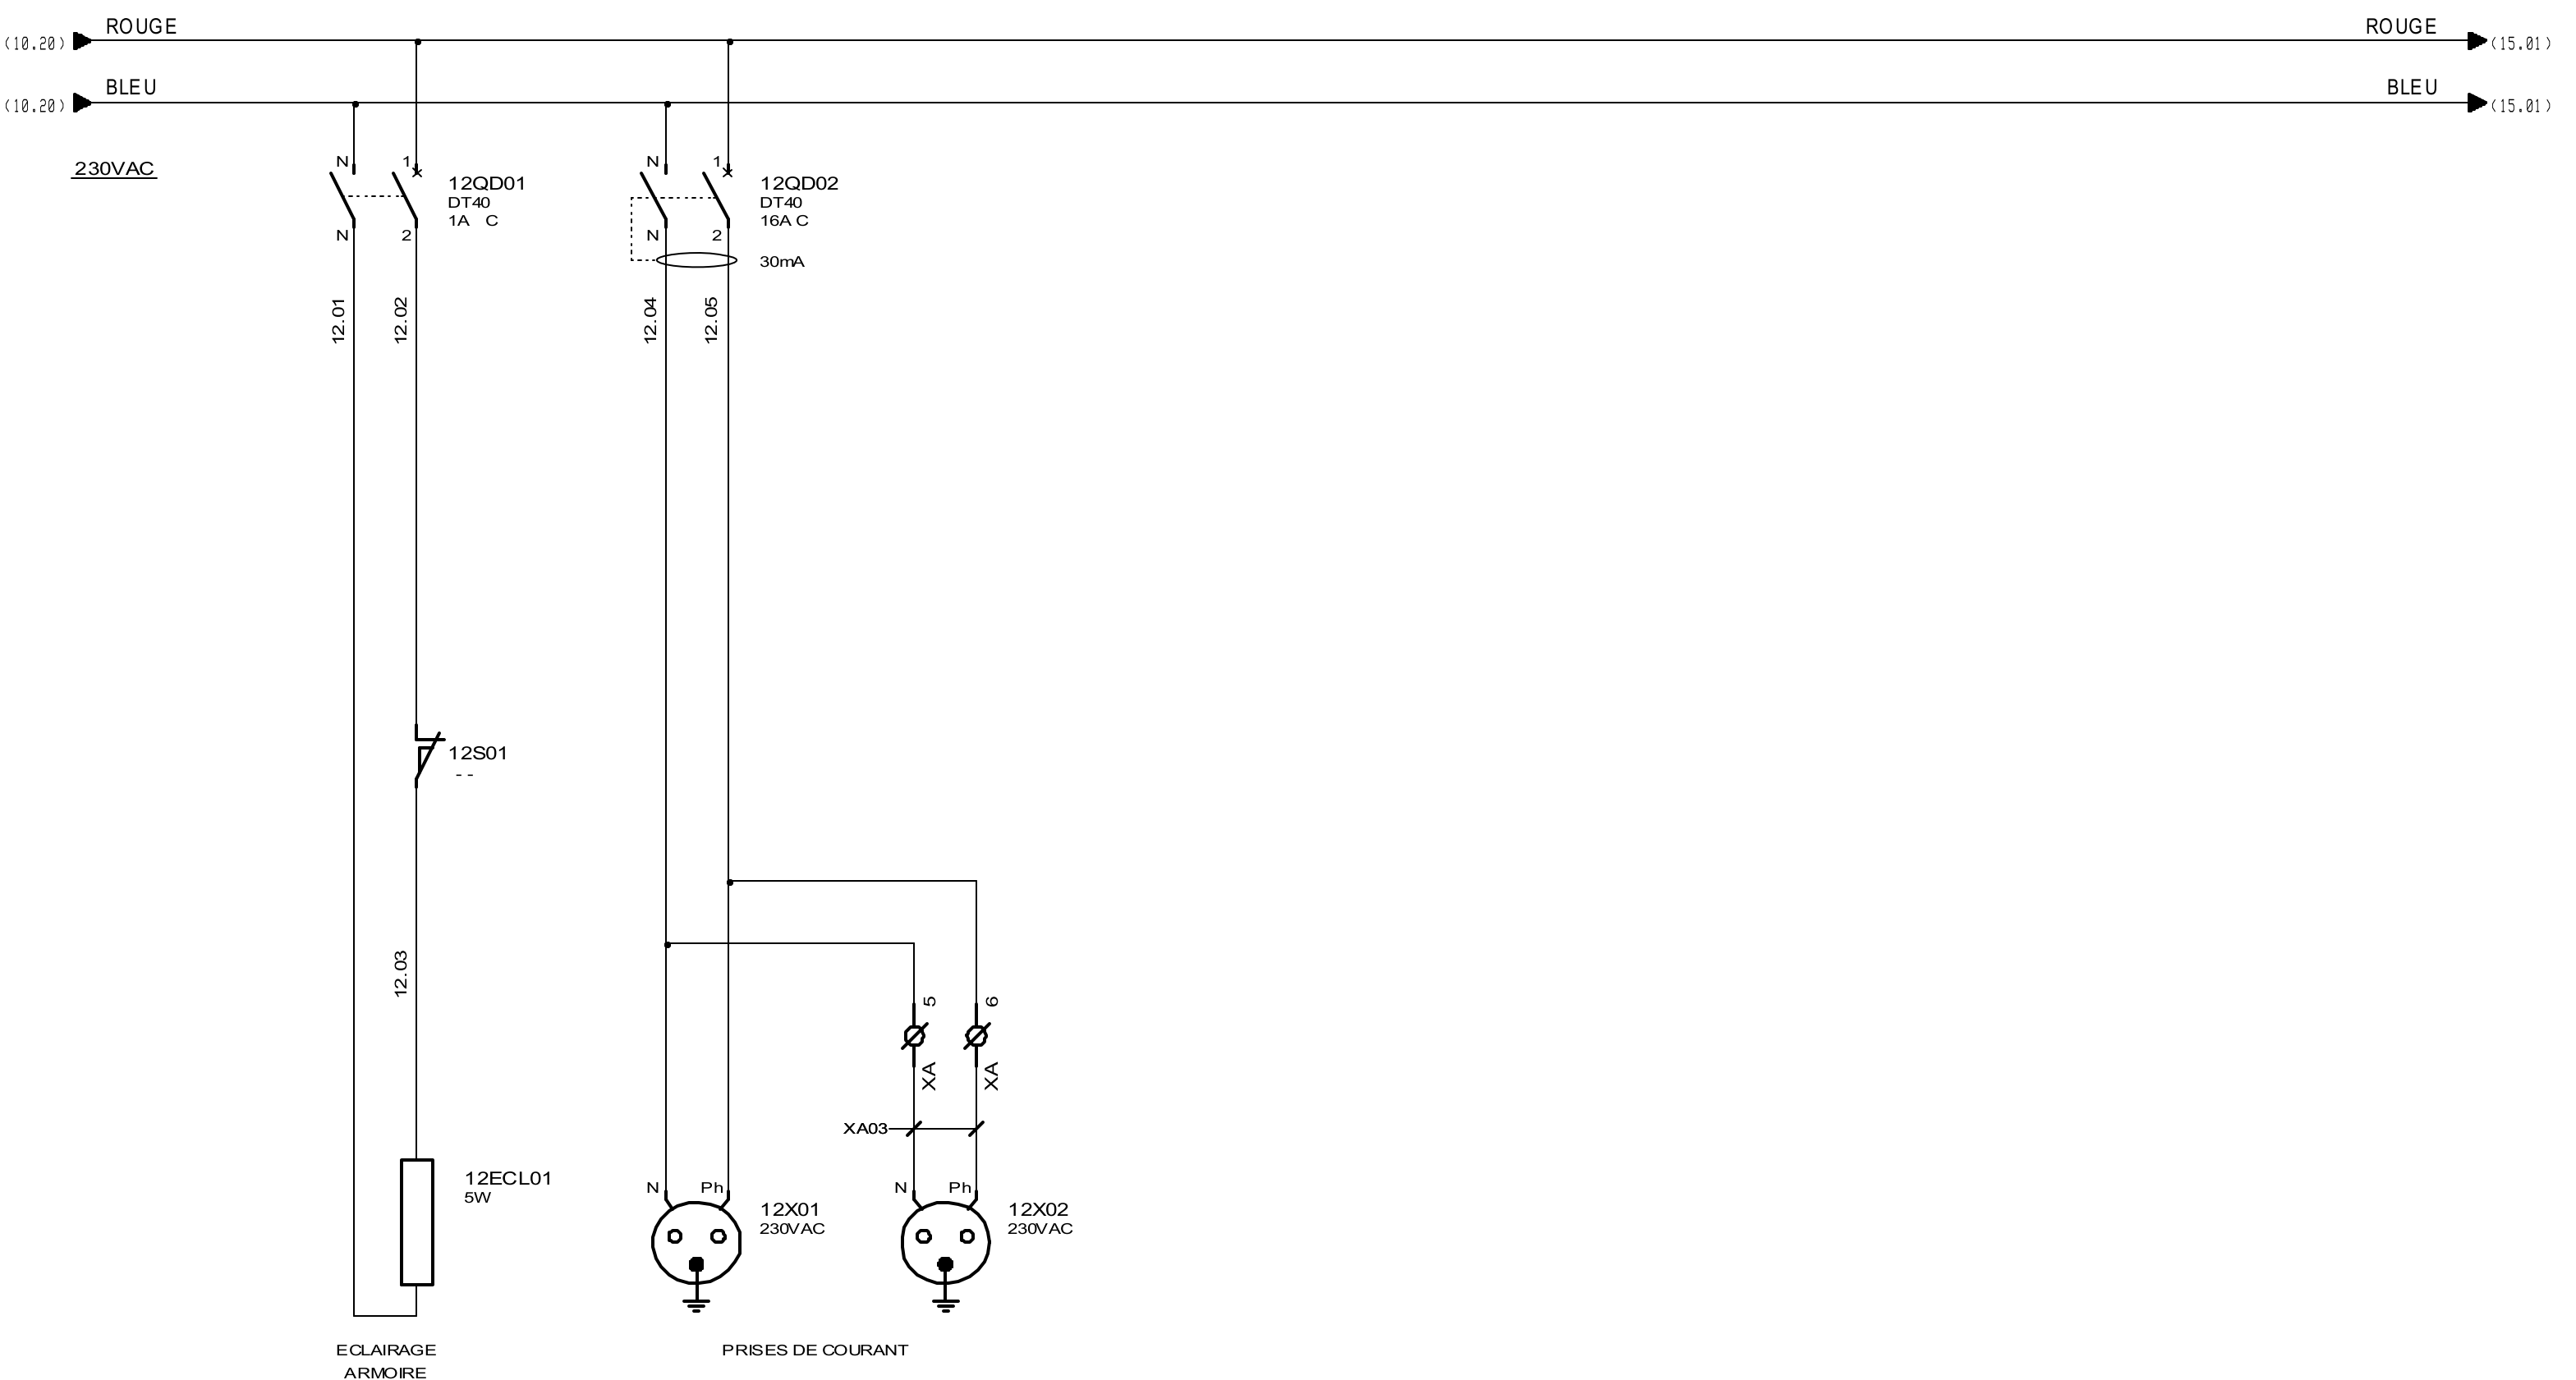 ROUGE
ROUGE
(10.20)
(15.01)
BLEU
BLEU
(10.20)
(15.01)
230VAC
N
1
N
1
12QD01
DT40
1A C
12QD02
DT40
16A C
N
2
N
2
30mA
12.01
12.02
12.04
12.05
12S01
--
12.03
5
6
XA
XA
XA03
12ECL01
5W
N
Ph
N
Ph
12X01
230VAC
12X02
230VAC
ECLAIRAGE
ARMOIRE
PRISES DE COURANT